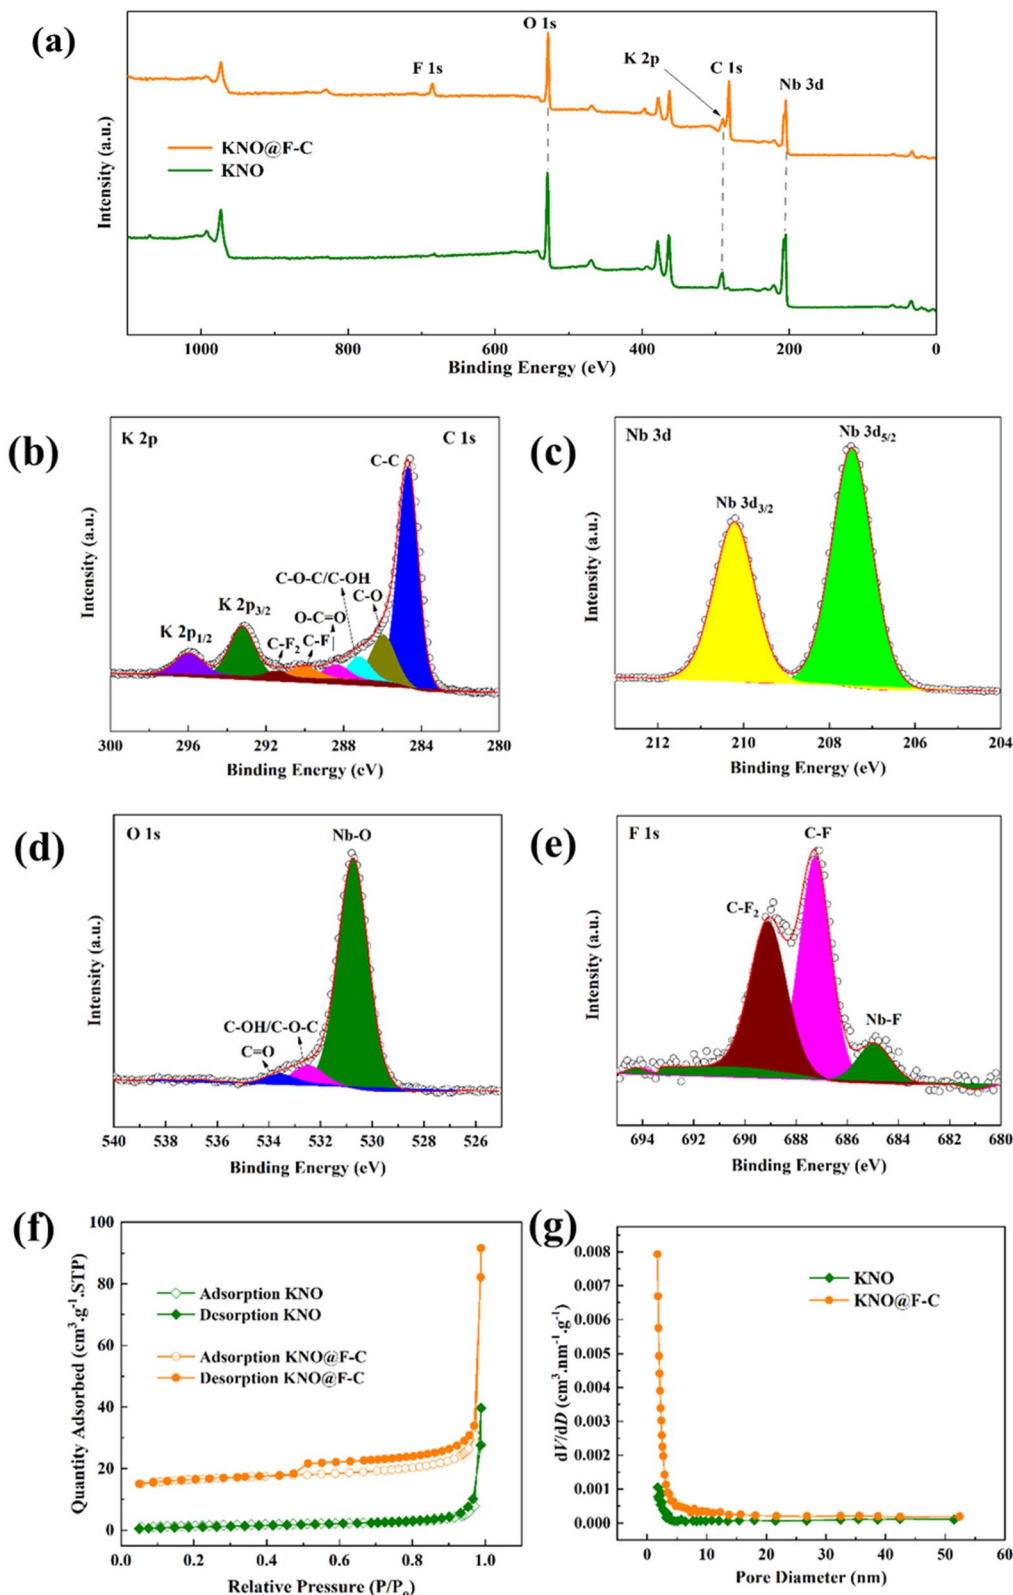 (a)
O 1s
F 1s
K 2p
C 1s
Nb 3d
KNO@F-C
KNO
Intensity (a.u.)
1000 800 600 400 200 0
Binding Energy (eV)
(b)
K 2p
C 1s
C-C
C-O-C/C-OH
C-O
O-C=O
K 2p3/2
K 2p1/2
C-F2
C-F
Intensity (a.u.)
300 296 292 288 284 280
Binding Energy (eV)
(c)
Nb 3d
Nb 3d5/2
Nb 3d3/2
Intensity (a.u.)
212 210 208 206 204
Binding Energy (eV)
(d)
O 1s
Nb-O
C-OH/C-O-C
C=O
Intensity (a.u.)
540 538 536 534 532 530 528 526
Binding Energy (eV)
(e)
F 1s
C-F
C-F2
Nb-F
Intensity (a.u.)
694 692 690 688 686 684 682 680
Binding Energy (eV)
(f)
Quantity Adsorbed (cm3.g-1.STP)
100
80
60
40
20
0
Adsorption KNO
Desorption KNO
Adsorption KNO@F-C
Desorption KNO@F-C
0.0 0.2 0.4 0.6 0.8 1.0
Relative Pressure (P/Po)
(g)
dV/dD (cm3.nm-1.g-1)
0.008
0.007
0.006
0.005
0.004
0.003
0.002
0.001
0.000
KNO
KNO@F-C
0 10 20 30 40 50 60
Pore Diameter (nm)